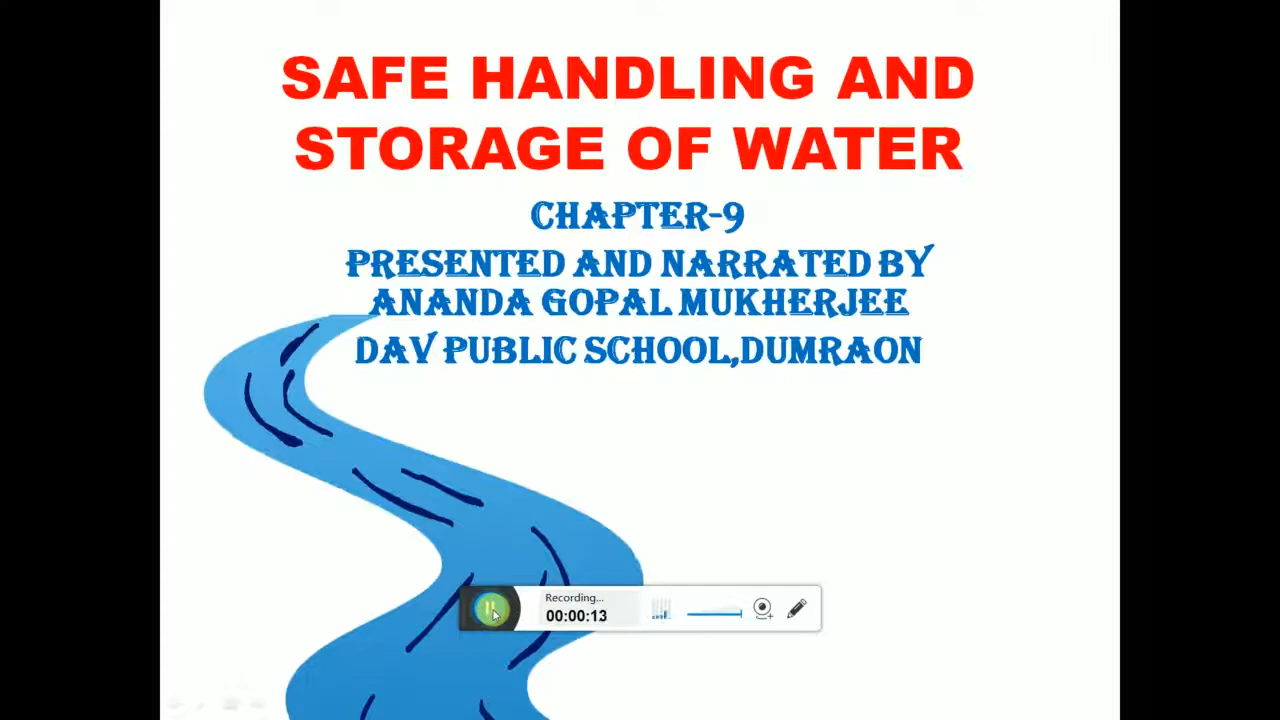 SAFE HANDLING AND
STORAGE OF WATER
CHAPTER-9
PRESENTED AND NARRATED BY
ANANDA GOPAL MUKHERJEE
DAV PUBLIC SCHOOL,DUMRAON
Recording...
00:00:13